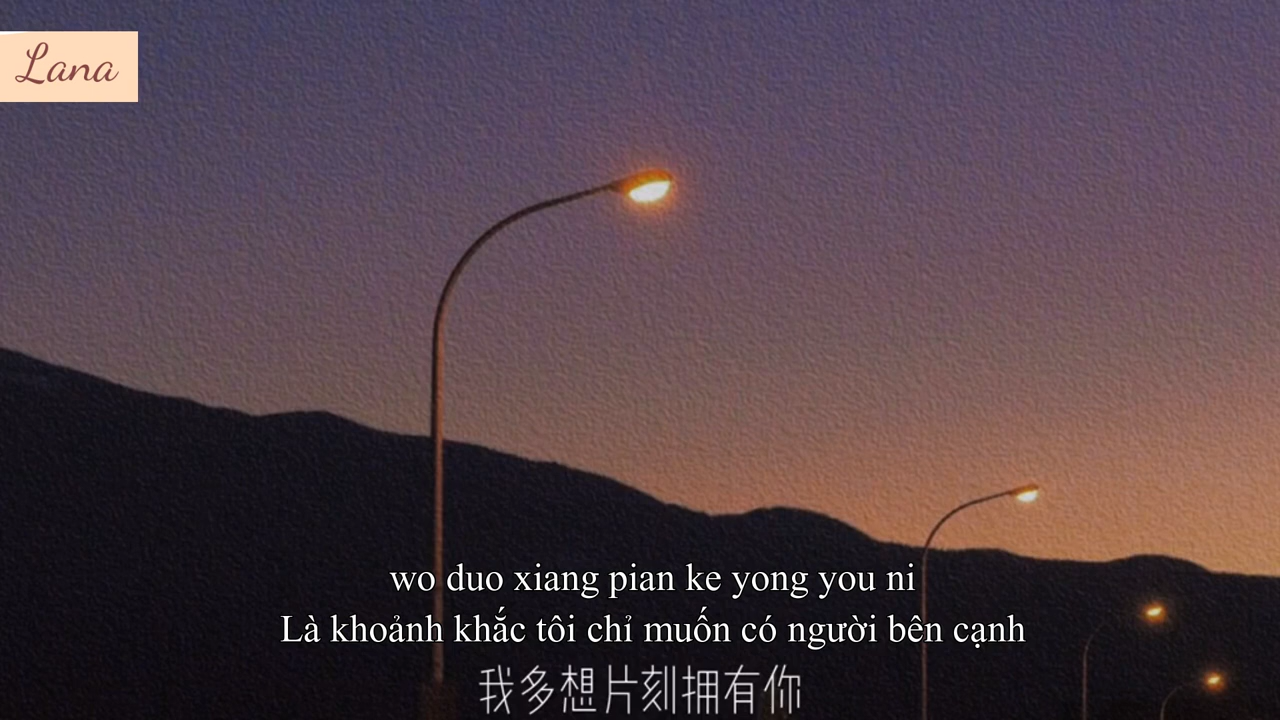 Lana
wo duo xiang pian ke yong you ni
Là khoảnh khắc tôi chỉ muốn có người bên cạnh
我多想片刻拥有你